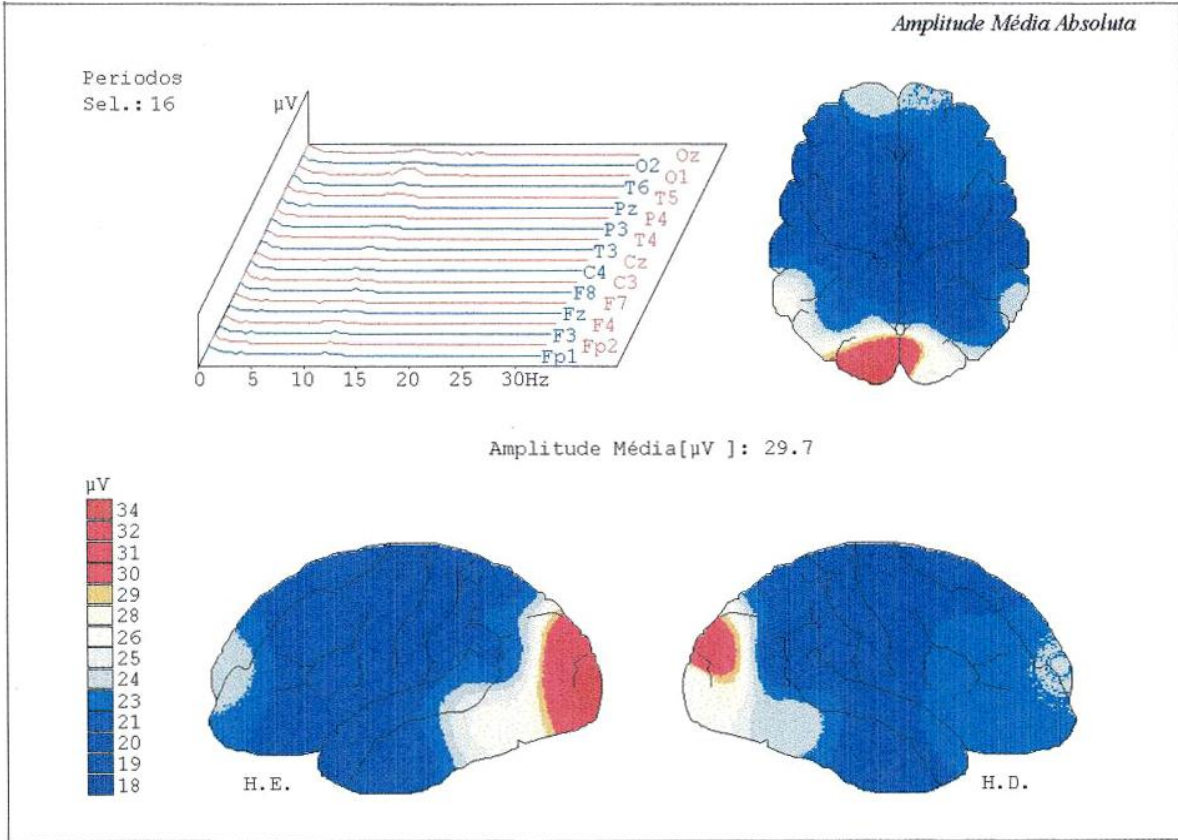 Amplitude Média Absoluta
Periodos
Sel.: 16
µV
Oz
O2
O1
T6
T5
Pz
P4
P3
T4
T3
Cz
C4
C3
F8
F7
Fz
F4
F3
Fp2
Fp1
0 5 10 15 20 25 30Hz
Amplitude Média[µV ]: 29.7
µV
34
32
31
30
29
28
26
25
24
23
21
20
19
18
H.E.
H.D.